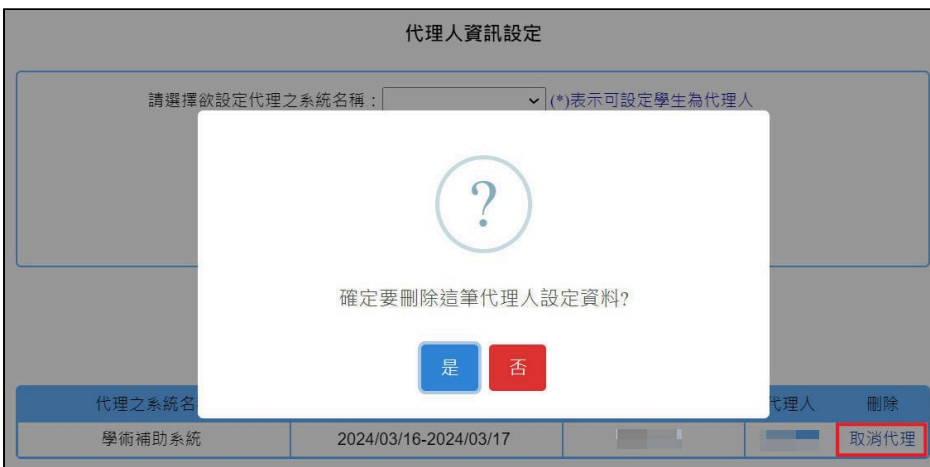 代理人資訊設定
請選擇欲設定代理之系統名稱： (*)表示可設定學生為代理人
?
確定要刪除這筆代理人設定資料?
是 否
代理之系統名 代理人 刪除
學術補助系統 2024/03/16-2024/03/17 取消代理